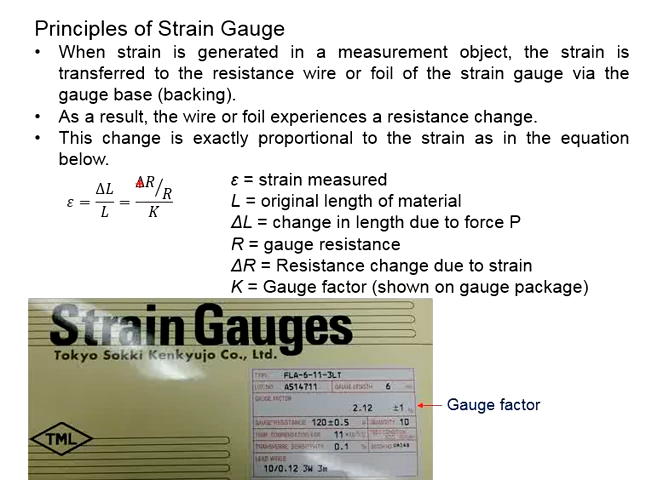 Principles of Strain Gauge
• When strain is generated in a measurement object, the strain is
transferred to the resistance wire or foil of the strain gauge via the
gauge base (backing).
• As a result, the wire or foil experiences a resistance change.
• This change is exactly proportional to the strain as in the equation
below.
ε = ΔL/L = (ΔR/R)/K
ε = strain measured
L = original length of material
ΔL = change in length due to force P
R = gauge resistance
ΔR = Resistance change due to strain
K = Gauge factor (shown on gauge package)
Strain Gauges
Tokyo Sokki Kenkyujo Co., Ltd.
TYPE FLA-6-11-3LT
LOT NO. A514711 GAUGE LENGTH 6 mm
GAUGE FACTOR
2.12 ±1 %
Gauge factor
GAUGE RESISTANCE 120±0.5 QUANTITY 10
11
TRANSVERSE SENSITIVITY 0.1 %
TML
LEAD WIRES
10/0.12 3W 3m